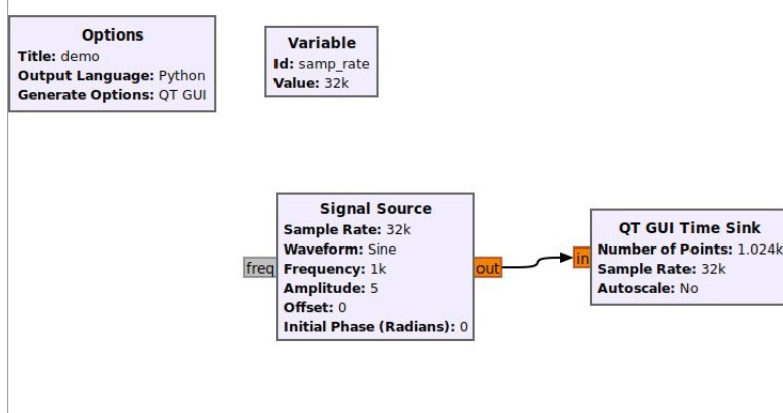 Options
Title: demo
Output Language: Python
Generate Options: QT GUI
Variable
Id: samp_rate
Value: 32k
Signal Source
Sample Rate: 32k
Waveform: Sine
Frequency: 1k
Amplitude: 5
Offset: 0
Initial Phase (Radians): 0
freq
out
in
QT GUI Time Sink
Number of Points: 1.024k
Sample Rate: 32k
Autoscale: No